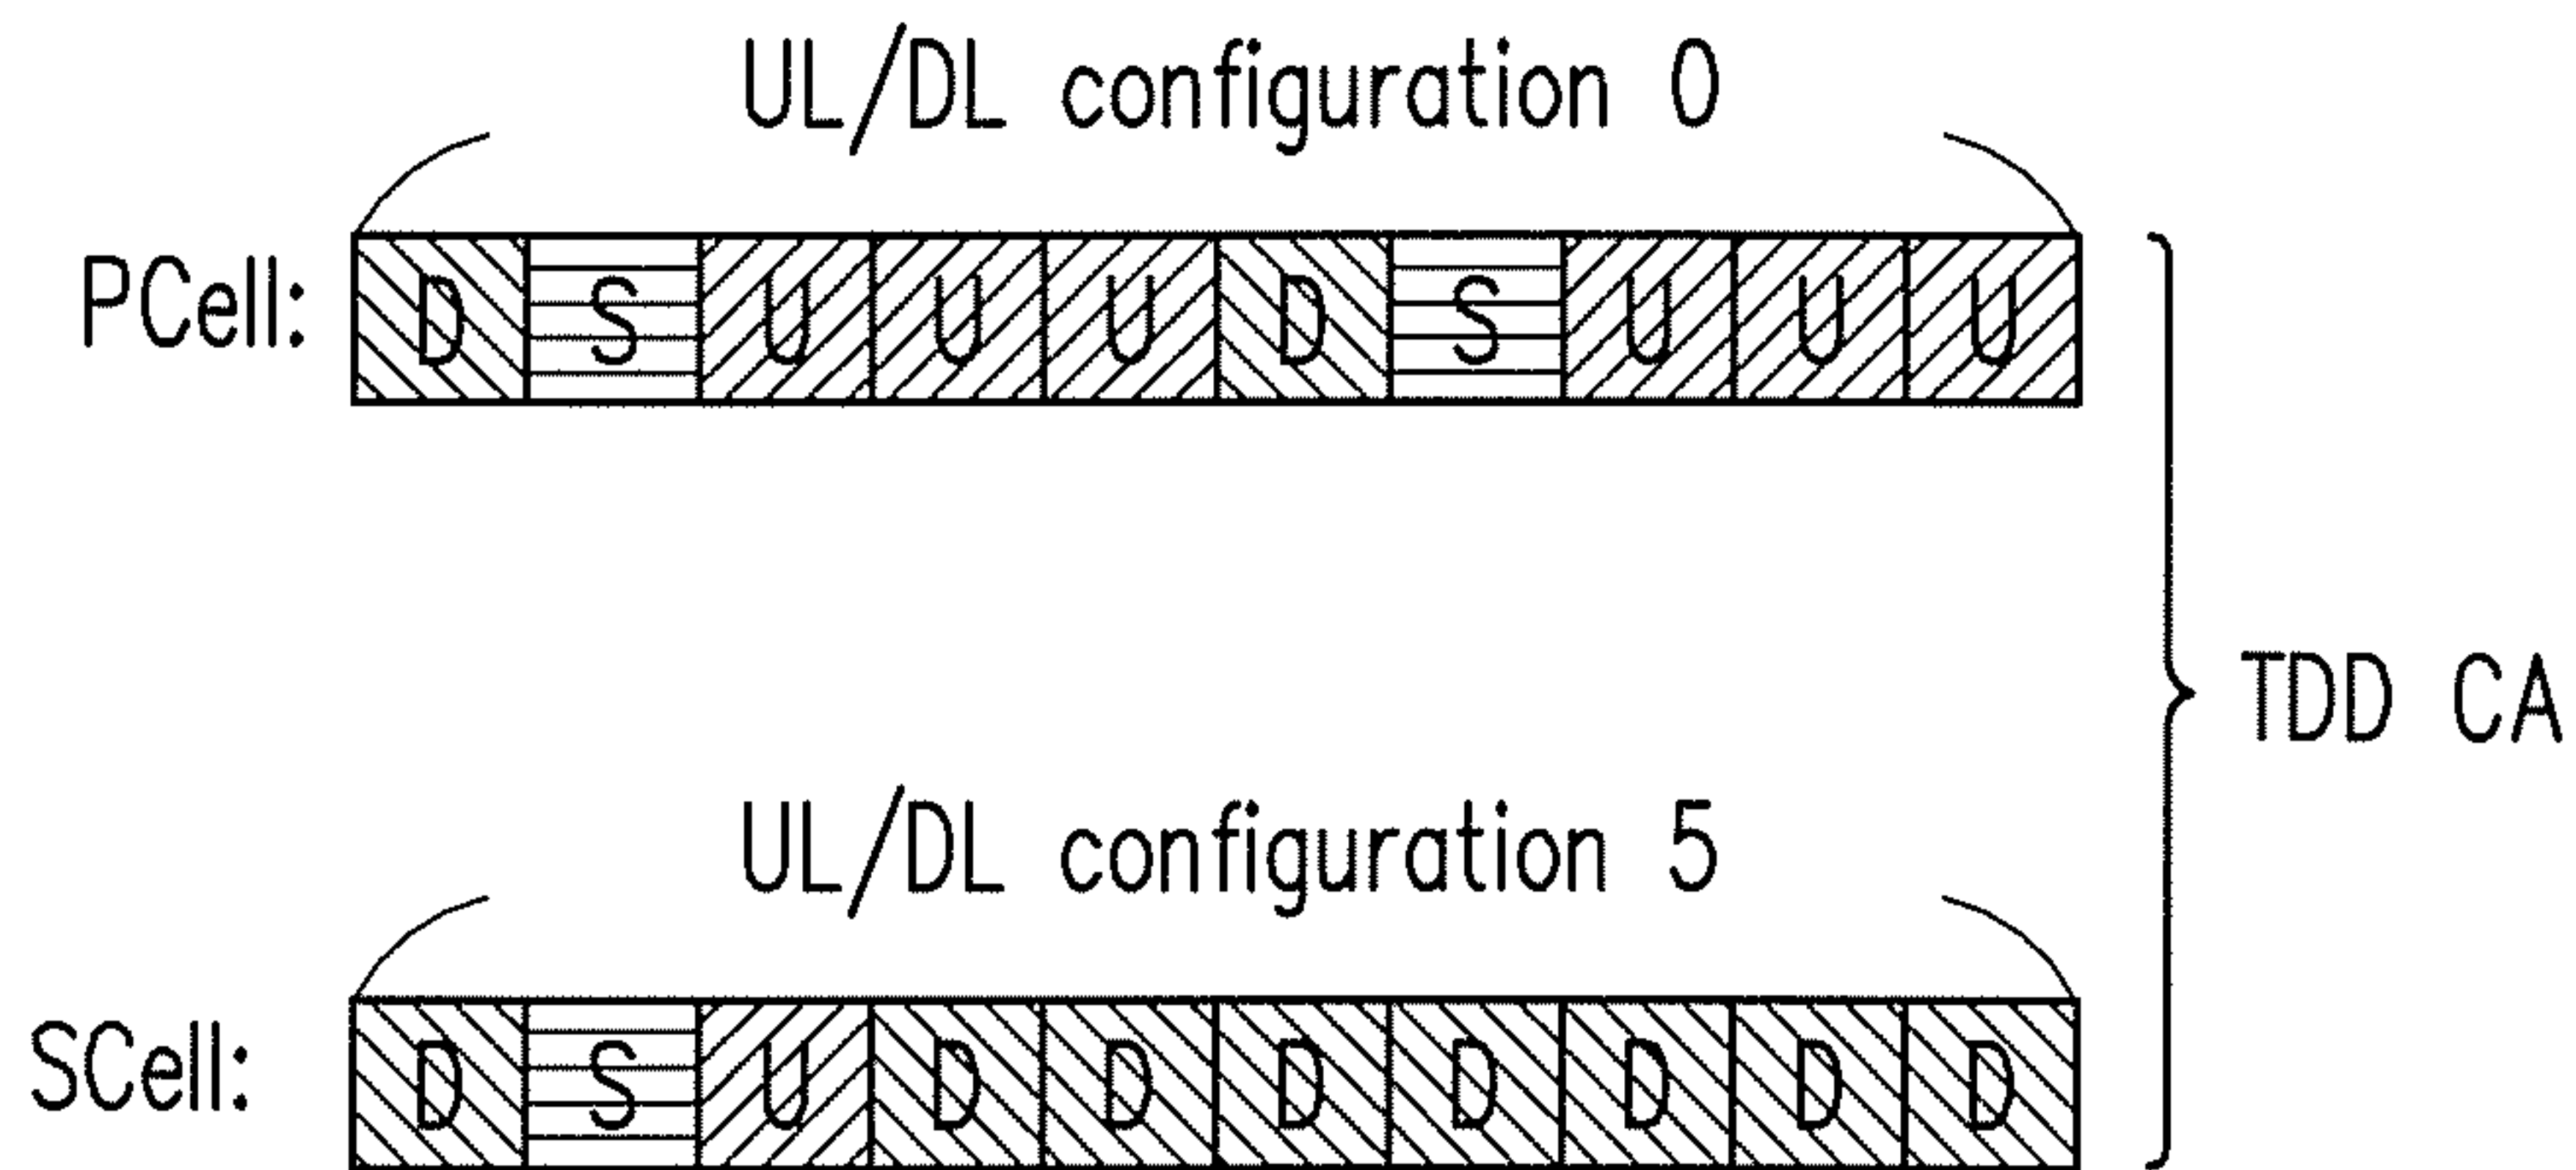 UL/DL configuration 0
PCell: D S U U U D S U U U
TDD CA
UL/DL configuration 5
SCell: D S U D D D D D D D